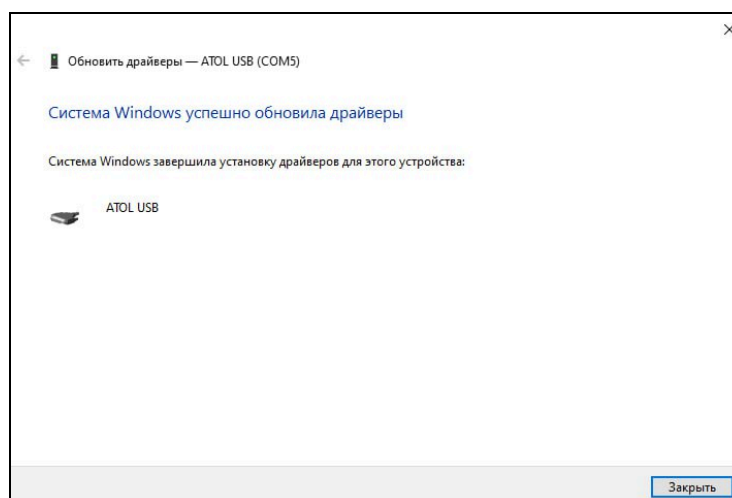 Обновить драйверы — ATOL USB (COM5)
Система Windows успешно обновила драйверы
Система Windows завершила установку драйверов для этого устройства:
ATOL USB
Закрыть